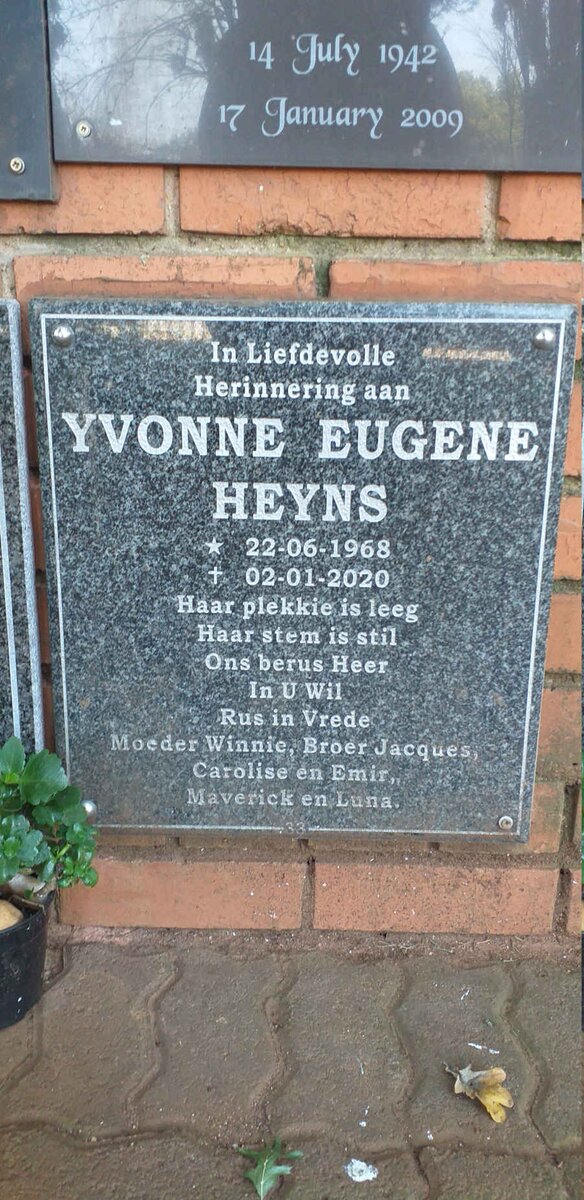 14 July 1942
17 January 2009
In Liefdevolle
Herinnering aan
YVONNE EUGENE
HEYNS
★ 22-06-1968
✝ 02-01-2020
Haar plekkie is leeg
Haar stem is stil
Ons berus Heer
In U Wil
Rus in Vrede
Moeder Winnie, Broer Jacques,
Carolise en Emir,
Maverick en Luna.
33